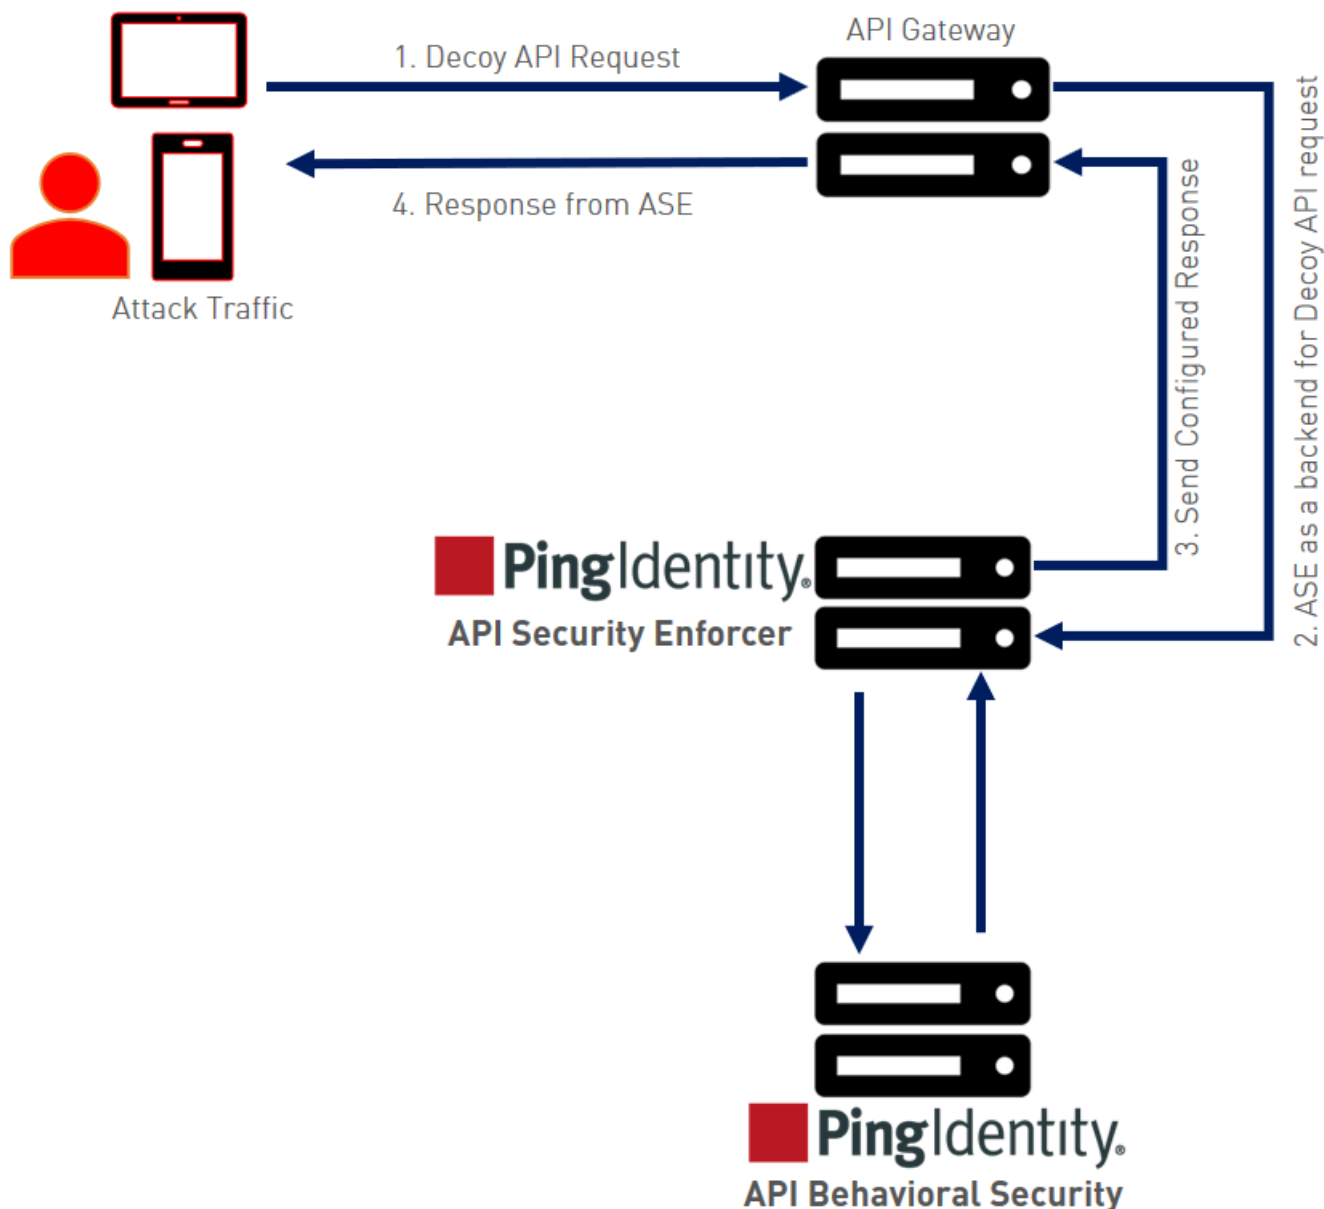 API Gateway
1. Decoy API Request
4. Response from ASE
Attack Traffic
3. Send Configured Response
2. ASE as a backend for Decoy API request
PingIdentity®
API Security Enforcer
PingIdentity®
API Behavioral Security